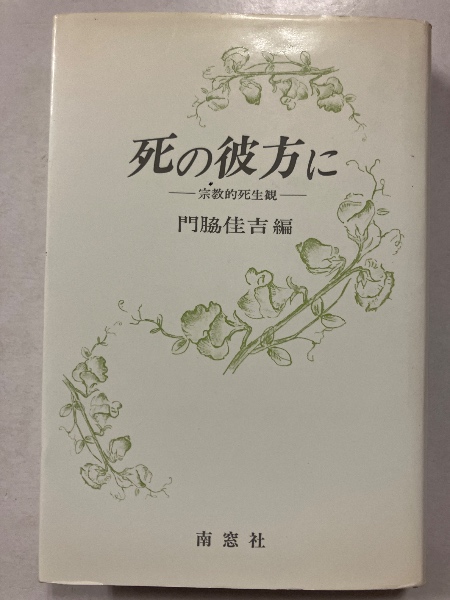 死の彼方に
──宗教的死生観──
門脇佳吉編
南窓社